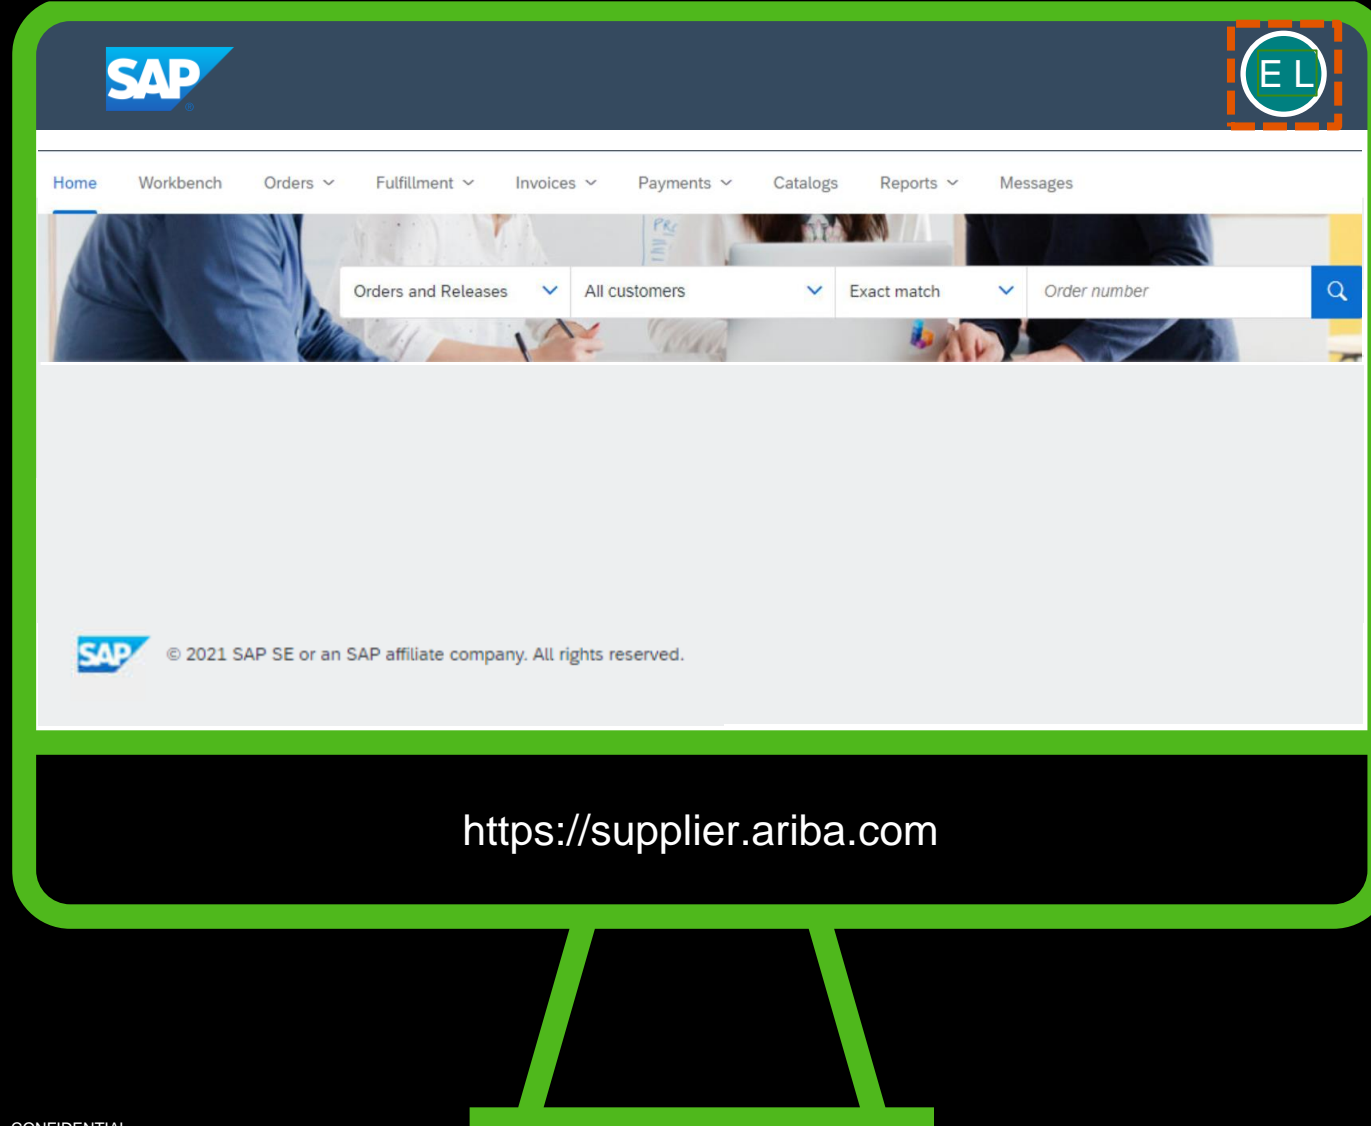 SAP
E L
Home Workbench Orders Fulfillment Invoices Payments Catalogs Reports Messages
Orders and Releases All customers Exact match Order number
SAP © 2021 SAP SE or an SAP affiliate company. All rights reserved.
https://supplier.ariba.com
CONFIDENTIAL